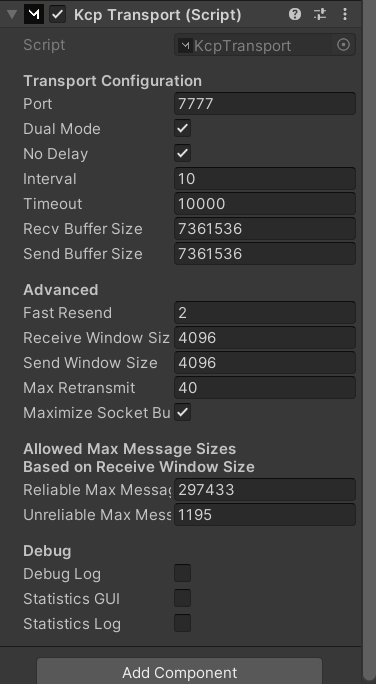 Kcp Transport (Script)
Script KcpTransport
Transport Configuration
Port 7777
Dual Mode
No Delay
Interval 10
Timeout 10000
Recv Buffer Size 7361536
Send Buffer Size 7361536
Advanced
Fast Resend 2
Receive Window Siz 4096
Send Window Size 4096
Max Retransmit 40
Maximize Socket Bu
Allowed Max Message Sizes
Based on Receive Window Size
Reliable Max Messag 297433
Unreliable Max Mess 1195
Debug
Debug Log
Statistics GUI
Statistics Log
Add Component